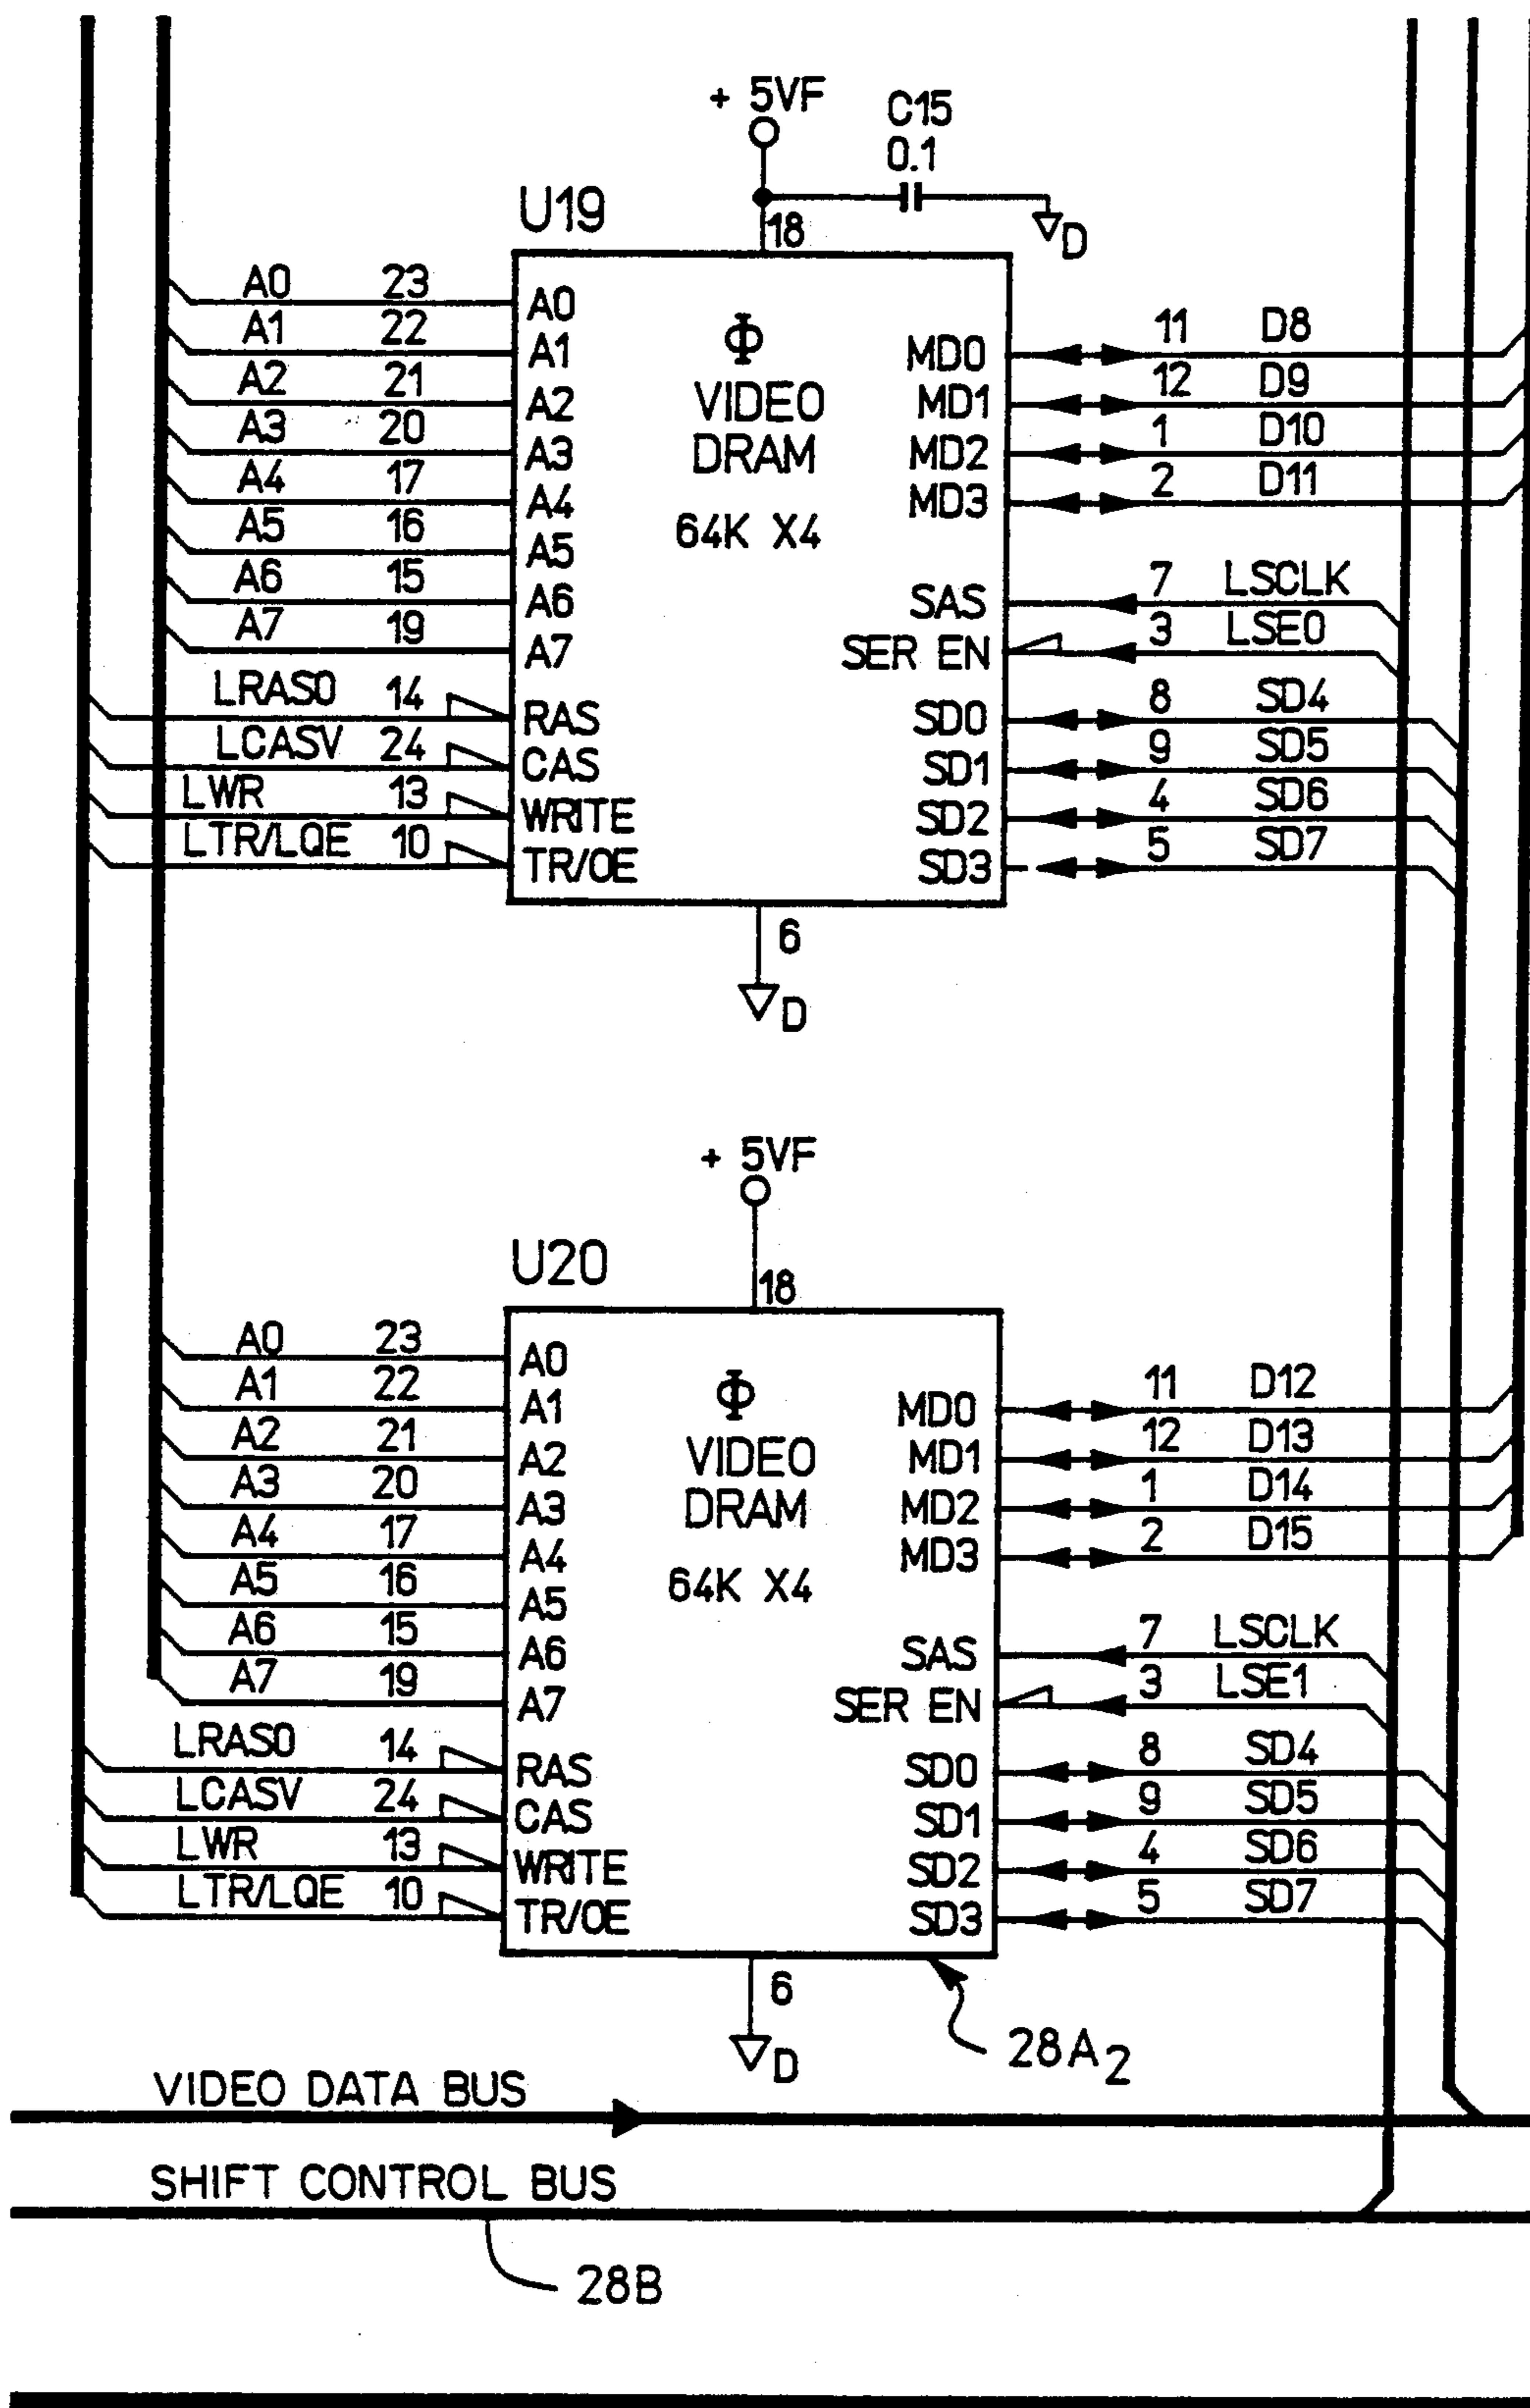 + 5VF
C15
0.1
U19
18
D
A0 23 A0
A1 22 A1
A2 21 A2
A3 20 A3
A4 17 A4
A5 16 A5
A6 15 A6
A7 19 A7
LRAS0 14 RAS
LCASV 24 CAS
LWR 13 WRITE
LTR/LQE 10 TR/OE
Φ
VIDEO
DRAM
64K X4
MD0 11 D8
MD1 12 D9
MD2 1 D10
MD3 2 D11
SAS 7 LSCLK
SER EN 3 LSE0
SD0 8 SD4
SD1 9 SD5
SD2 4 SD6
SD3 5 SD7
6
D
+ 5VF
U20
18
A0 23 A0
A1 22 A1
A2 21 A2
A3 20 A3
A4 17 A4
A5 16 A5
A6 15 A6
A7 19 A7
LRAS0 14 RAS
LCASV 24 CAS
LWR 13 WRITE
LTR/LQE 10 TR/OE
Φ
VIDEO
DRAM
64K X4
MD0 11 D12
MD1 12 D13
MD2 1 D14
MD3 2 D15
SAS 7 LSCLK
SER EN 3 LSE1
SD0 8 SD4
SD1 9 SD5
SD2 4 SD6
SD3 5 SD7
6
D
28A2
VIDEO DATA BUS
SHIFT CONTROL BUS
28B